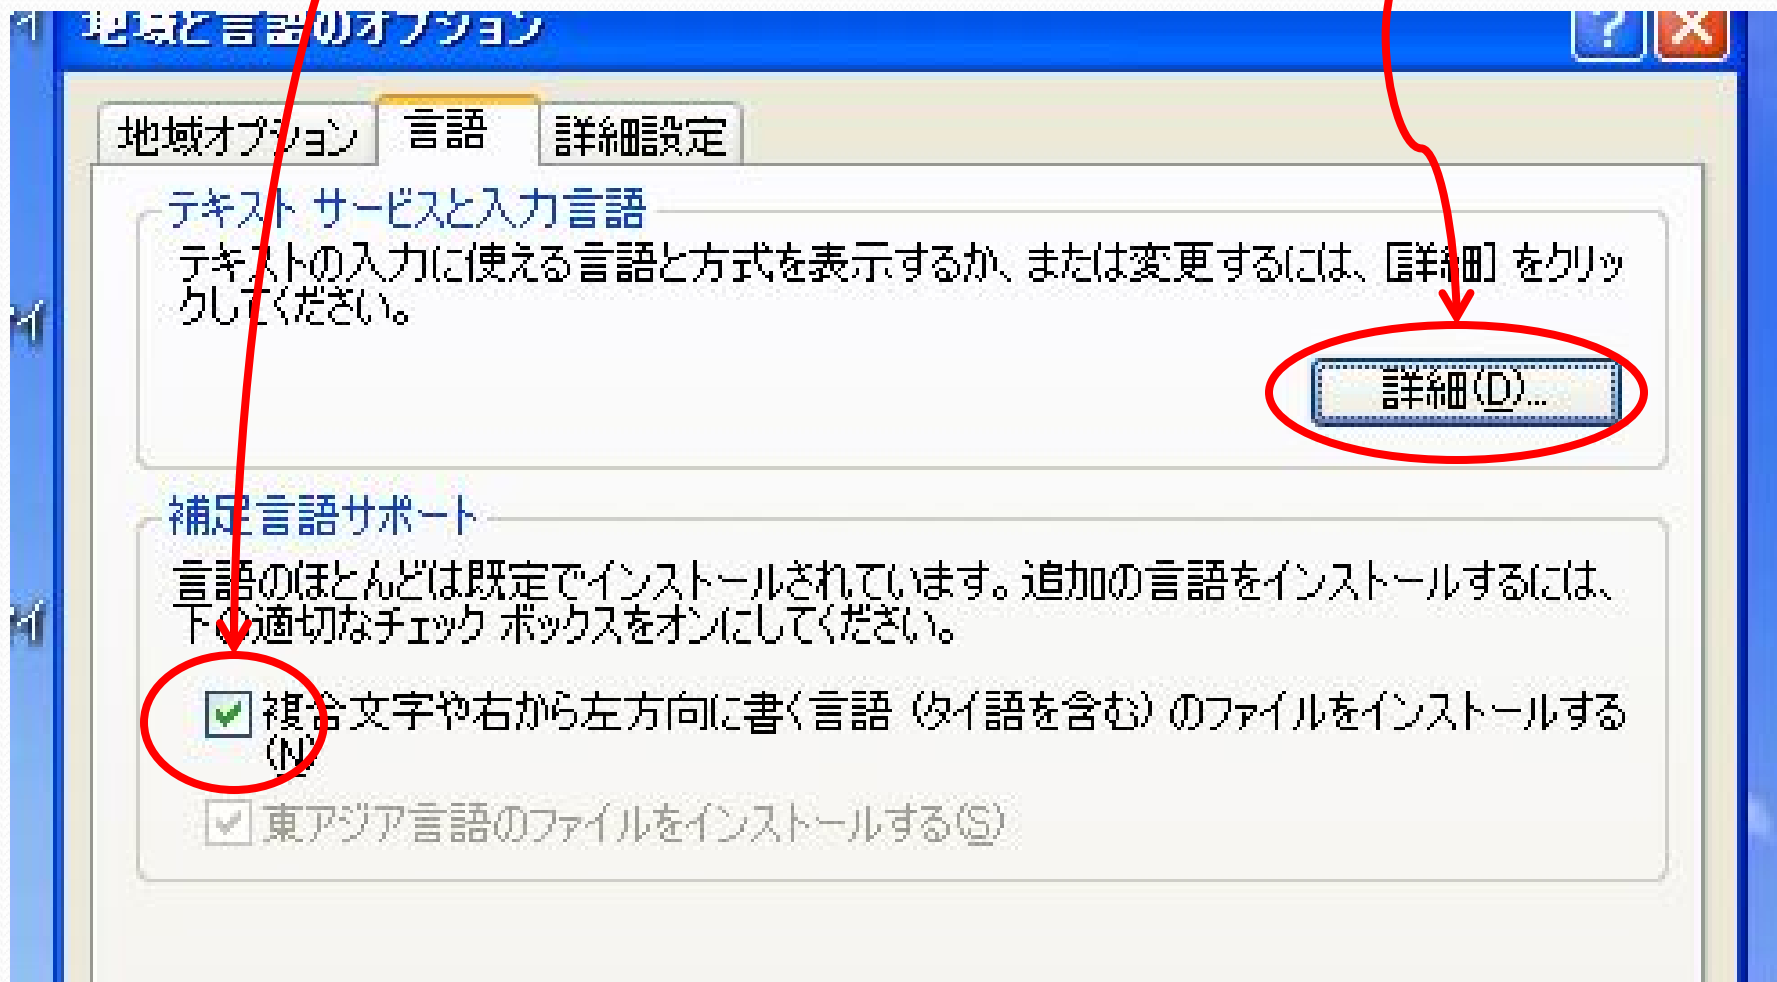 地域と言語のオプション
地域オプション 言語 詳細設定
テキスト サービスと入力言語
テキストの入力に使える言語と方式を表示するか、または変更するには、[詳細] をクリッ
クしてください。
詳細(D)...
補足言語サポート
言語のほとんどは既定でインストールされています。追加の言語をインストールするには、
下の適切なチェック ボックスをオンにしてください。
複合文字や右から左方向に書く言語 (タイ語を含む) のファイルをインストールする
(N)
東アジア言語のファイルをインストールする(S)